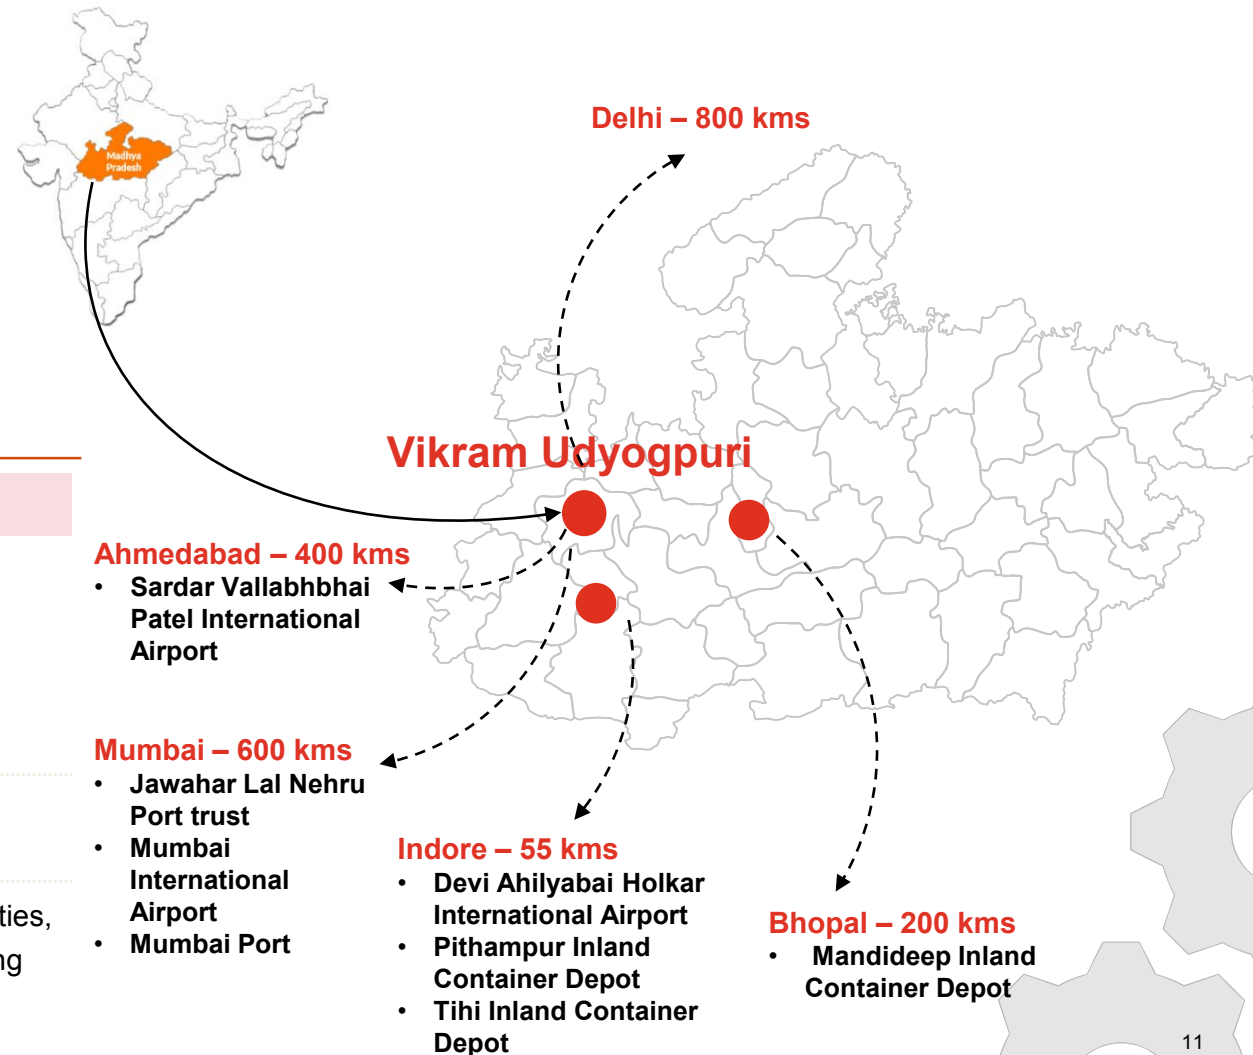 Madhya
Pradesh
Delhi – 800 kms
Vikram Udyogpuri
Ahmedabad – 400 kms
• Sardar Vallabhbhai
Patel International
Airport
Mumbai – 600 kms
• Jawahar Lal Nehru
Port trust
• Mumbai
International
Airport
• Mumbai Port
ties,
ng
Indore – 55 kms
• Devi Ahilyabai Holkar
International Airport
• Pithampur Inland
Container Depot
• Tihi Inland Container
Depot
Bhopal – 200 kms
• Mandideep Inland
Container Depot
11